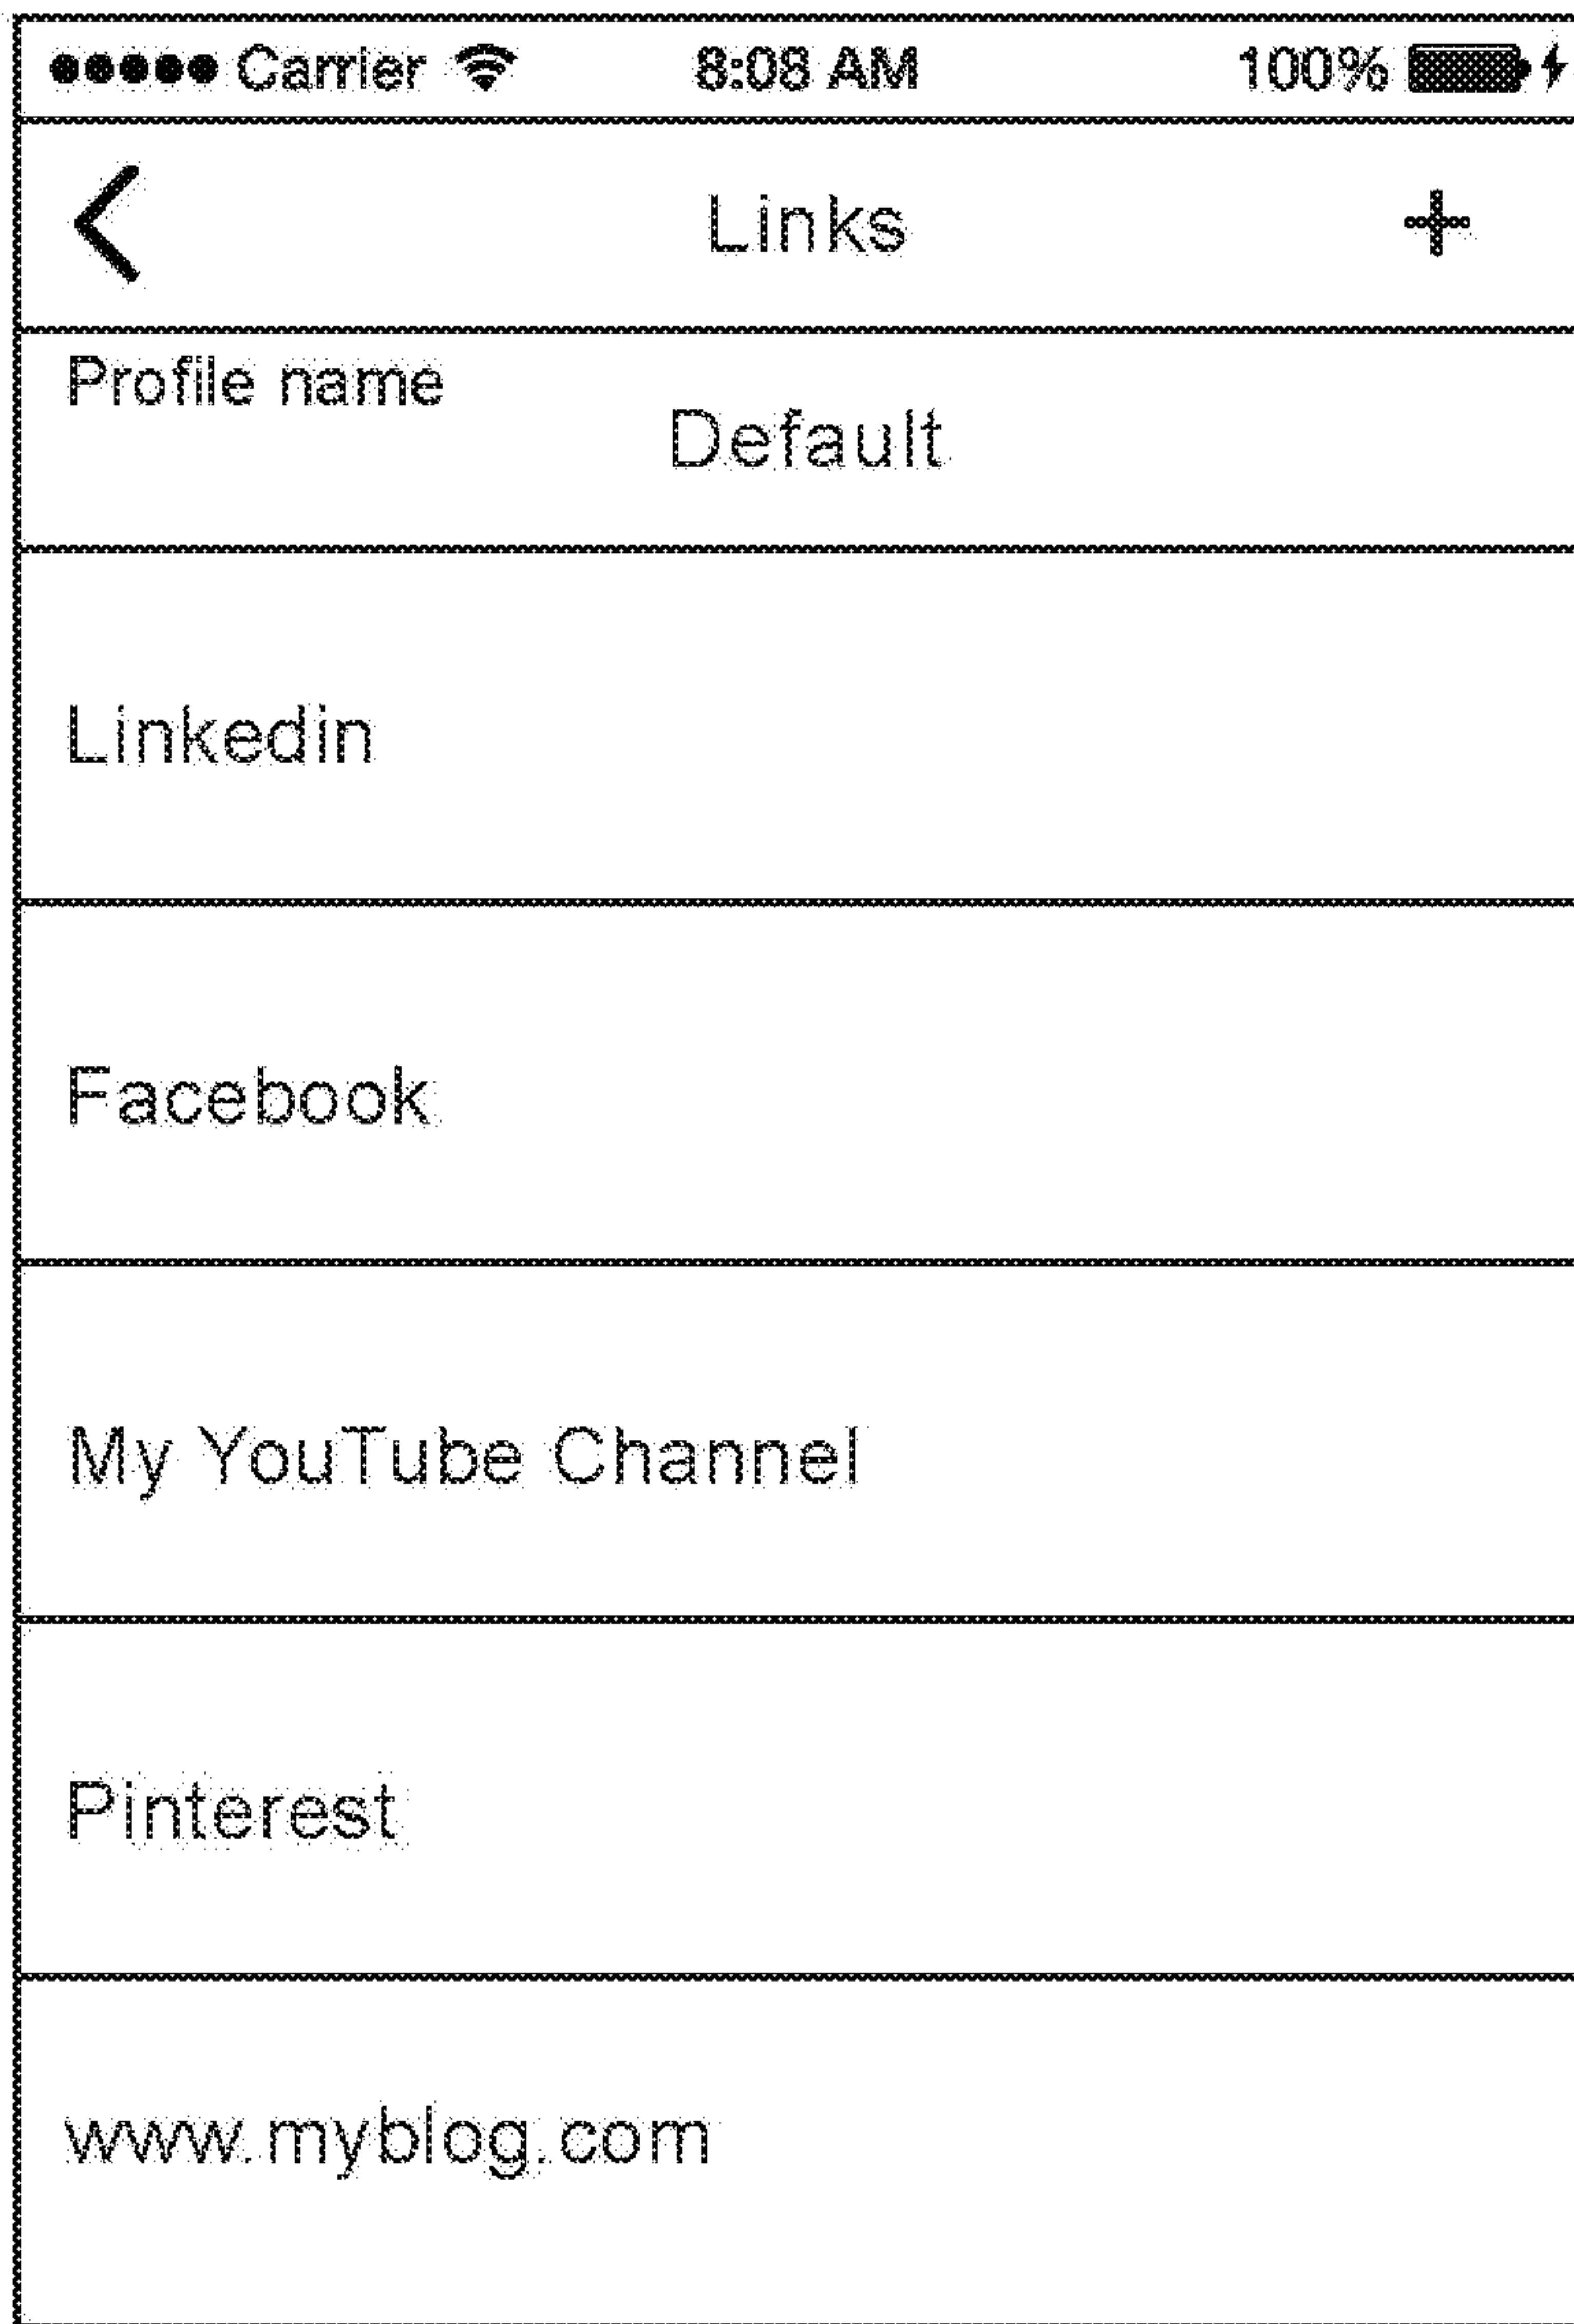 Carrier 8:08 AM 100%
Links +
Profile name
Default
Linkedin
Facebook
My YouTube Channel
Pinterest
www.myblog.com